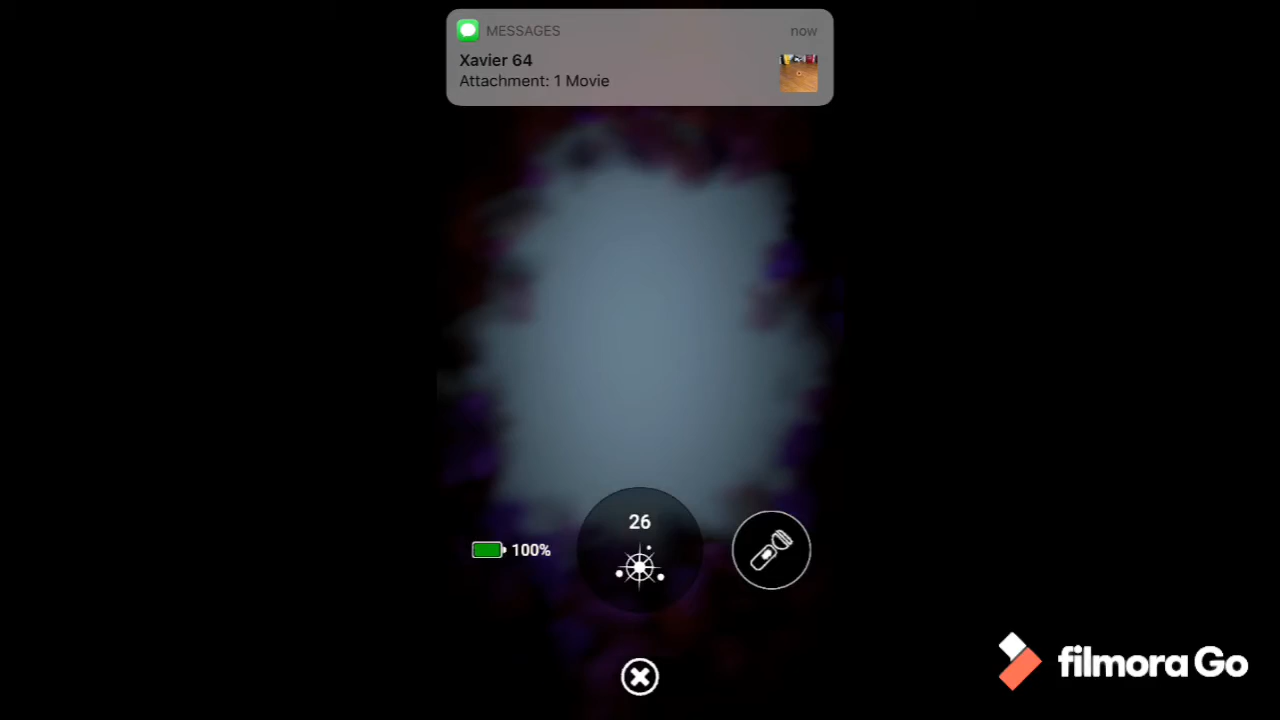 MESSAGES now
Xavier 64
Attachment: 1 Movie
26
100%
filmora Go